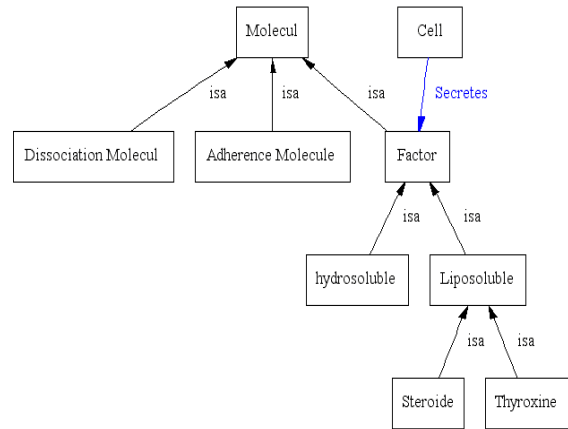 Molecul
Cell
isa
isa
isa
Secretes
Dissociation Molecul
Adherence Molecule
Factor
isa
isa
hydrosoluble
Liposoluble
isa
isa
Steroide
Thyroxine